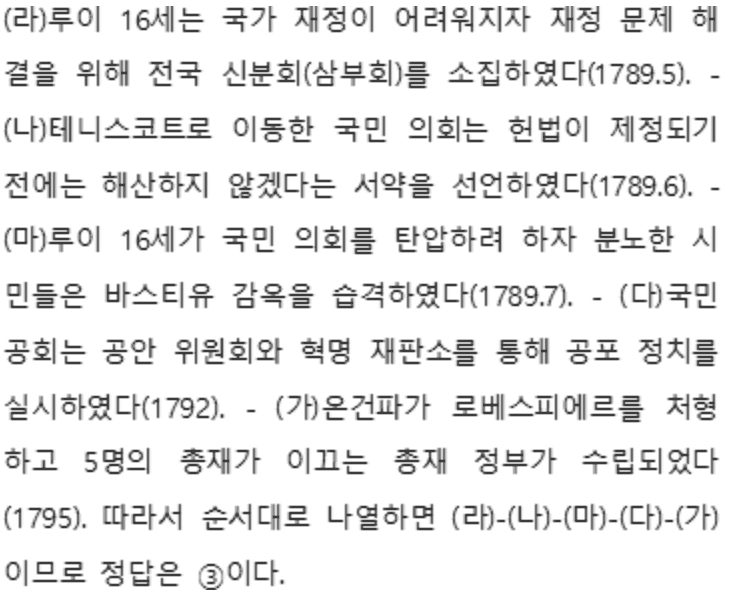 (라)루이 16세는 국가 재정이 어려워지자 재정 문제 해
결을 위해 전국 신분회(삼부회)를 소집하였다(1789.5). -
(나)테니스코트로 이동한 국민 의회는 헌법이 제정되기
전에는 해산하지 않겠다는 서약을 선언하였다(1789.6). -
(마)루이 16세가 국민 의회를 탄압하려 하자 분노한 시
민들은 바스티유 감옥을 습격하였다(1789.7). - (다)국민
공회는 공안 위원회와 혁명 재판소를 통해 공포 정치를
실시하였다(1792). - (가)온건파가 로베스피에르를 처형
하고 5명의 총재가 이끄는 총재 정부가 수립되었다
(1795). 따라서 순서대로 나열하면 (라)-(나)-(마)-(다)-(가)
이므로 정답은 ③이다.